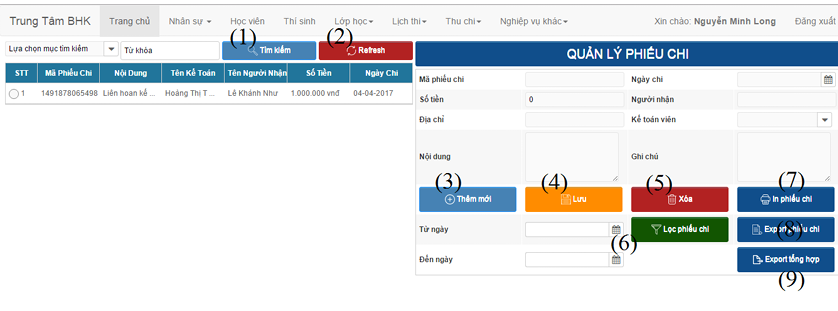 Trung Tâm BHK Trang chủ Nhân sự Học viên Thí sinh Lớp học Lịch thi Thu chi Nghiệp vụ khác Xin chào: Nguyễn Minh Long Đăng xuất
Lựa chọn mục tìm kiếm Từ khóa (1) Tìm kiếm (2) Refresh
STT Mã Phiếu Chi Nội Dung Tên Kế Toán Tên Người Nhận Số Tiền Ngày Chi
1 1491878065498 Liên hoan kế ... Hoàng Thị T ... Lê Khánh Như 1.000.000 vnđ 04-04-2017
QUẢN LÝ PHIẾU CHI
Mã phiếu chi Ngày chi
Số tiền 0 Người nhận
Địa chỉ Kế toán viên
Nội dung Ghi chú
(3) Thêm mới (4) Lưu (5) Xóa (7) In phiếu chi
Từ ngày (6) Lọc phiếu chi (8) Export phiếu chi
Đến ngày Export tổng hợp (9)